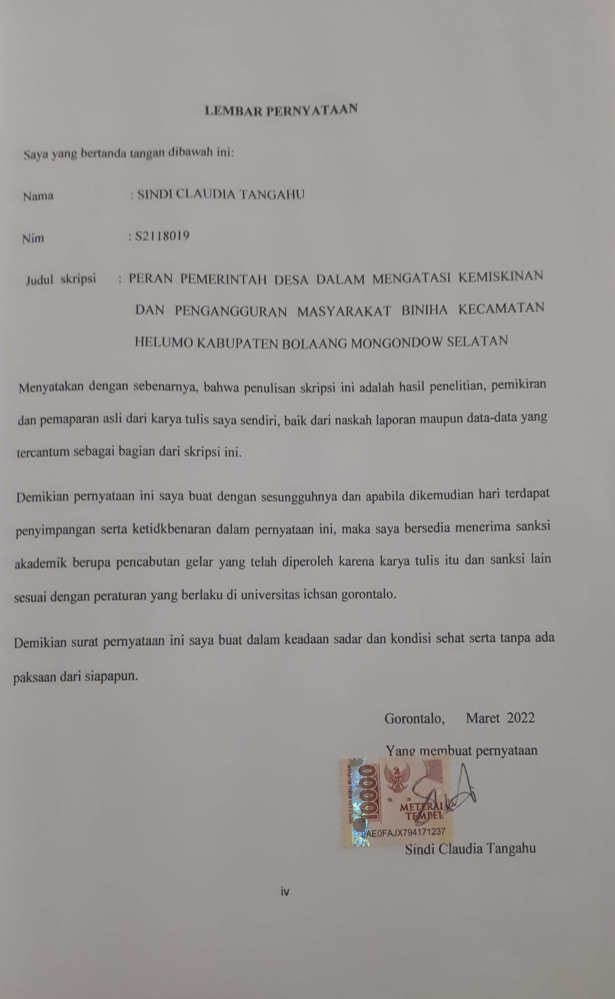 LEMBAR PERNYATAAN
Saya yang bertanda tangan dibawah ini:
Nama : SINDI CLAUDIA TANGAHU
Nim : S2118019
Judul skripsi : PERAN PEMERINTAH DESA DALAM MENGATASI KEMISKINAN
DAN PENGANGGURAN MASYARAKAT BINIHA KECAMATAN
HELUMO KABUPATEN BOLAANG MONGONDOW SELATAN
Menyatakan dengan sebenarnya, bahwa penulisan skripsi ini adalah hasil penelitian, pemikiran
dan pemaparan asli dari karya tulis saya sendiri, baik dari naskah laporan maupun data-data yang
tercantum sebagai bagian dari skripsi ini.
Demikian pernyataan ini saya buat dengan sesungguhnya dan apabila dikemudian hari terdapat
penyimpangan serta ketidkbenaran dalam pernyataan ini, maka saya bersedia menerima sanksi
akademik berupa pencabutan gelar yang telah diperoleh karena karya tulis itu dan sanksi lain
sesuai dengan peraturan yang berlaku di universitas ichsan gorontalo.
Demikian surat pernyataan ini saya buat dalam keadaan sadar dan kondisi sehat serta tanpa ada
paksaan dari siapapun.
Gorontalo, Maret 2022
Yang membuat pernyataan
SEPULUH RIBU RUPIAH
10000
TGL. 20
METERAI
TEMPEL
9AE0FAJX794171237
Sindi Claudia Tangahu
iv